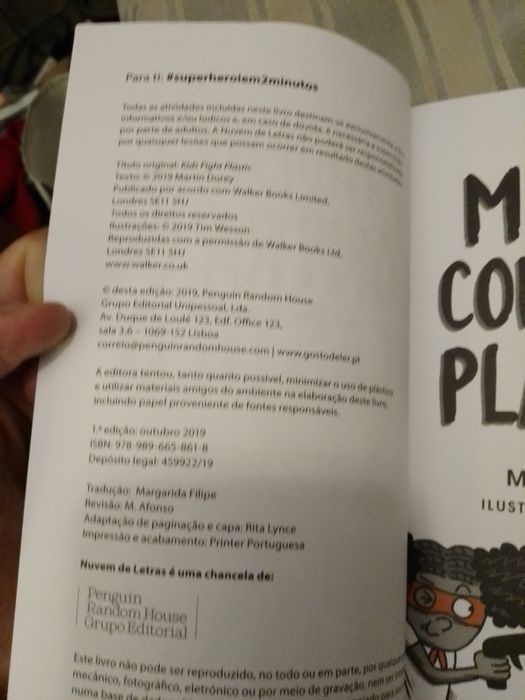 Para ti: #superheroiem2minutos
Todas as atividades incluídas neste livro destinam-se exclusivamente
informativos e/ou lúdicos e, em caso de dúvida, é necessária a
por parte de adultos. A Nuvem de Letras não poderá ser responsabilizada
por quaisquer lesões que possam ocorrer em resultado destas atividades.
Título original: Kids Fight Plastic
Texto: © 2019 Martin Dorey
Publicado por acordo com Walker Books Limited,
Londres SE11 5HJ
Todos os direitos reservados
Ilustrações: © 2019 Tim Wesson
Reproduzidas com a permissão de Walker Books Ltd,
Londres SE11 5HJ
www.walker.co.uk
© desta edição: 2019, Penguin Random House
Grupo Editorial Unipessoal, Lda.
Av. Duque de Loulé 123, Edf. Office 123,
sala 3.6 – 1069-152 Lisboa
correio@penguinrandomhouse.com | www.gostodeler.pt
A editora tentou, tanto quanto possível, minimizar o uso de plástico
e utilizar materiais amigos do ambiente na elaboração deste livro,
incluindo papel proveniente de fontes responsáveis.
1.ª edição: outubro 2019
ISBN: 978-989-665-861-8
Depósito legal: 459922/19
Tradução: Margarida Filipe
Revisão: M. Afonso
Adaptação de paginação e capa: Rita Lynce
Impressão e acabamento: Printer Portuguesa
Nuvem de Letras é uma chancela de:
Penguin
Random House
Grupo Editorial
Este livro não pode ser reproduzido, no todo ou em parte, por qualquer
mecânico, fotográfico, eletrónico ou por meio de gravação, nem ser
numa base de
M
CO
PLA
M
ILUST